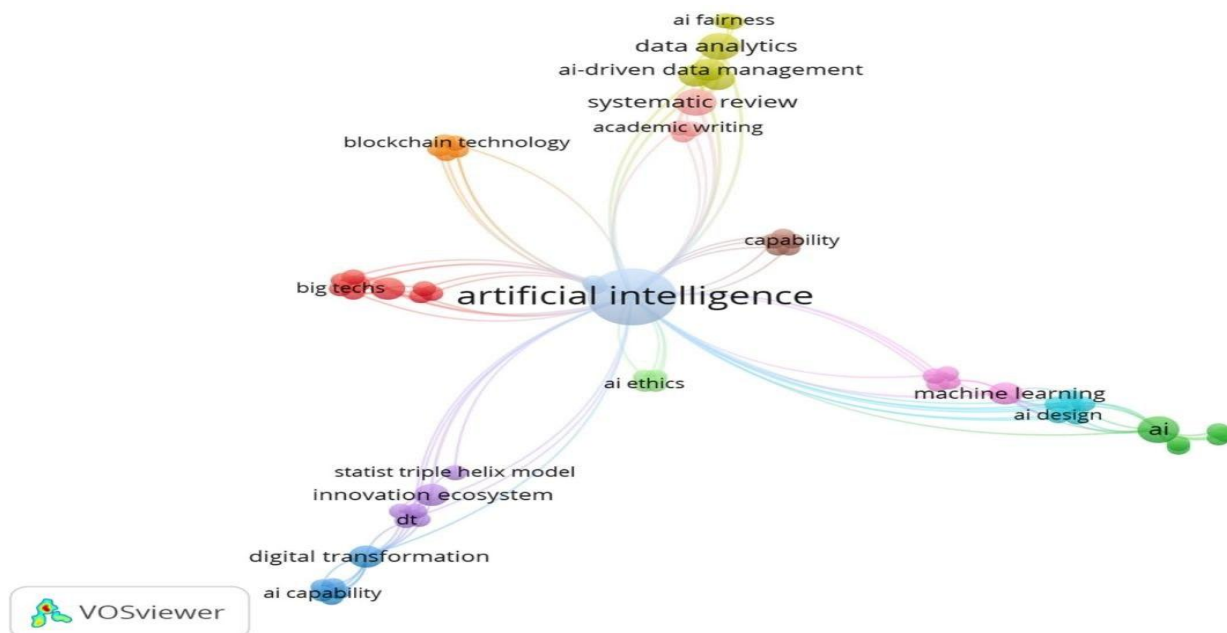 ai fairness
data analytics
ai-driven data management
systematic review
academic writing
blockchain technology
capability
big techs
artificial intelligence
ai ethics
machine learning
ai design
ai
statist triple helix model
innovation ecosystem
dt
digital transformation
ai capability
VOSviewer